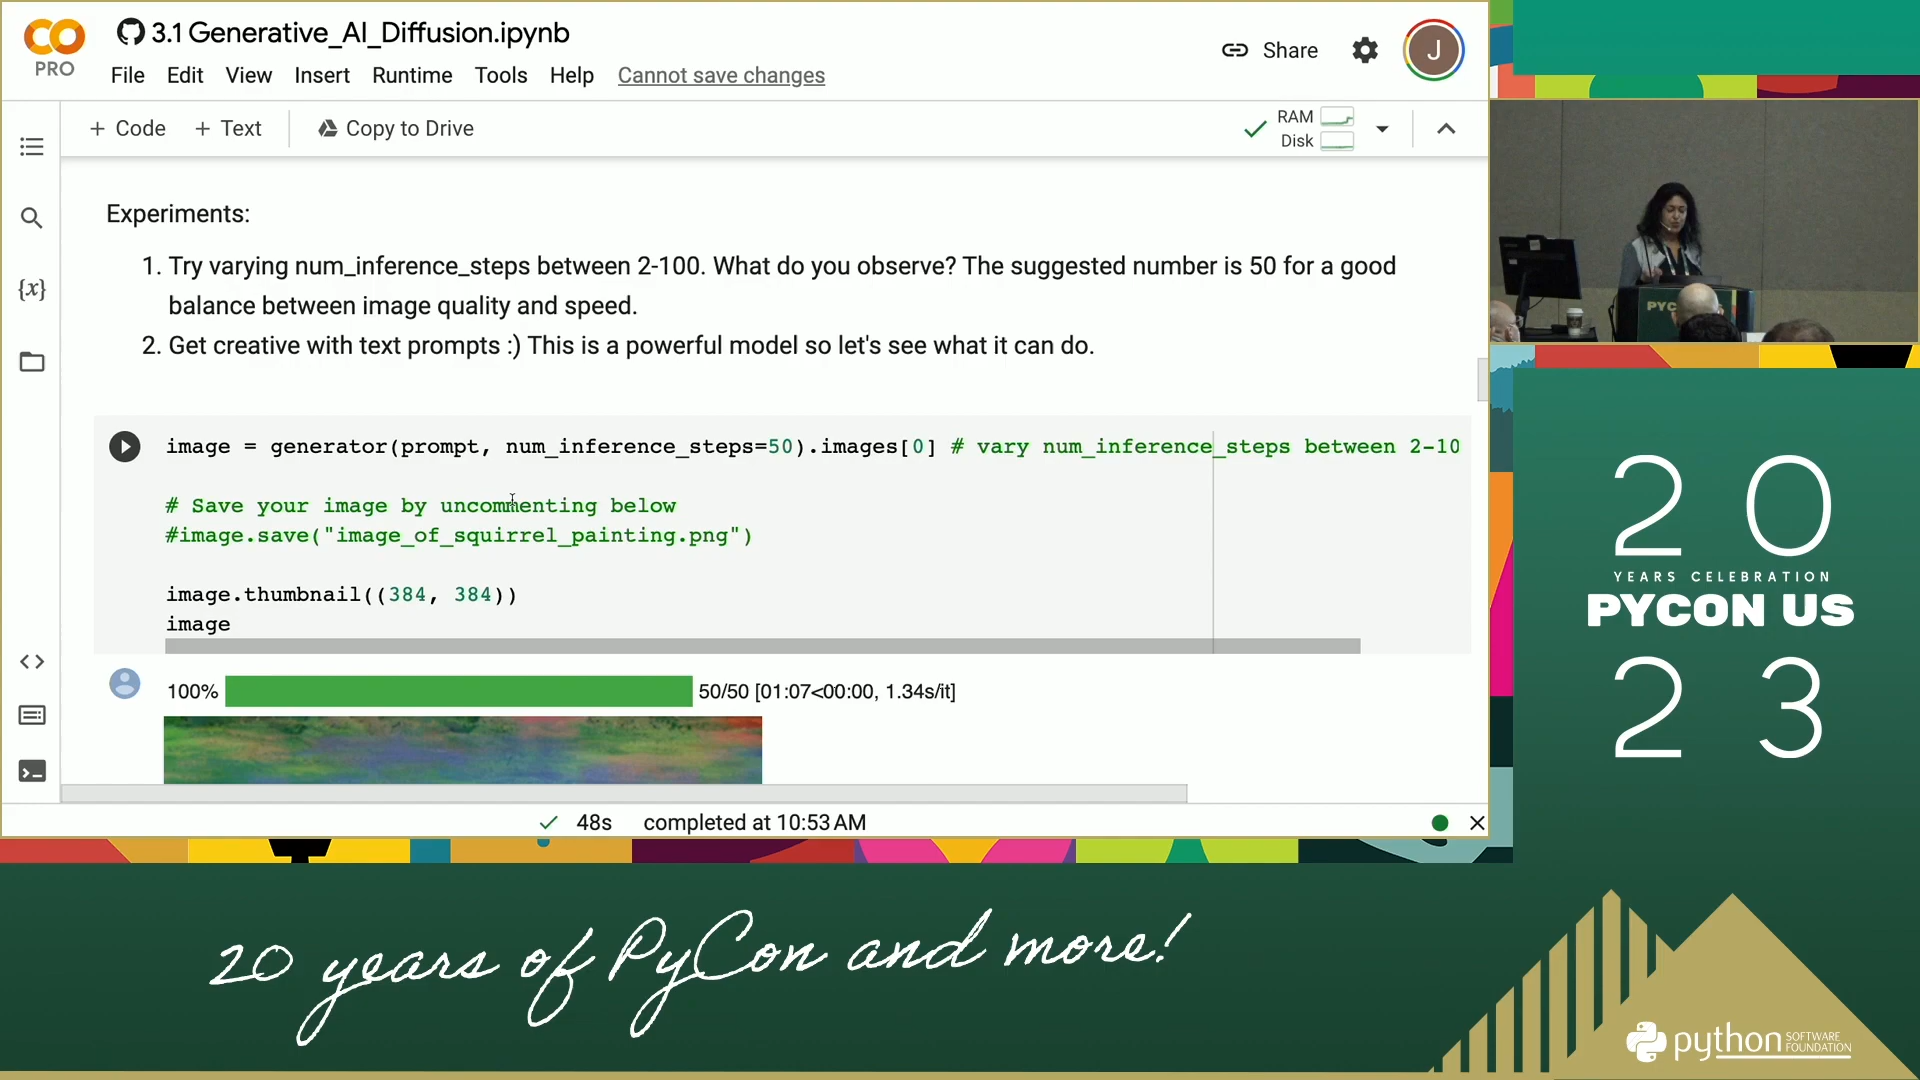 PRO
3.1 Generative_AI_Diffusion.ipynb
File Edit View Insert Runtime Tools Help Cannot save changes
Share
J
+ Code + Text Copy to Drive
RAM
Disk
{x}
Experiments:
1. Try varying num_inference_steps between 2-100. What do you observe? The suggested number is 50 for a good
balance between image quality and speed.
2. Get creative with text prompts :) This is a powerful model so let's see what it can do.
image = generator(prompt, num_inference_steps=50).images[0] # vary num_inference_steps between 2-10
# Save your image by uncommenting below
#image.save("image_of_squirrel_painting.png")
image.thumbnail((384, 384))
image
100% 50/50 [01:07<00:00, 1.34s/it]
48s completed at 10:53 AM
PYC
20
YEARS CELEBRATION
PYCON US
23
20 years of PyCon and more!
python SOFTWARE
FOUNDATION